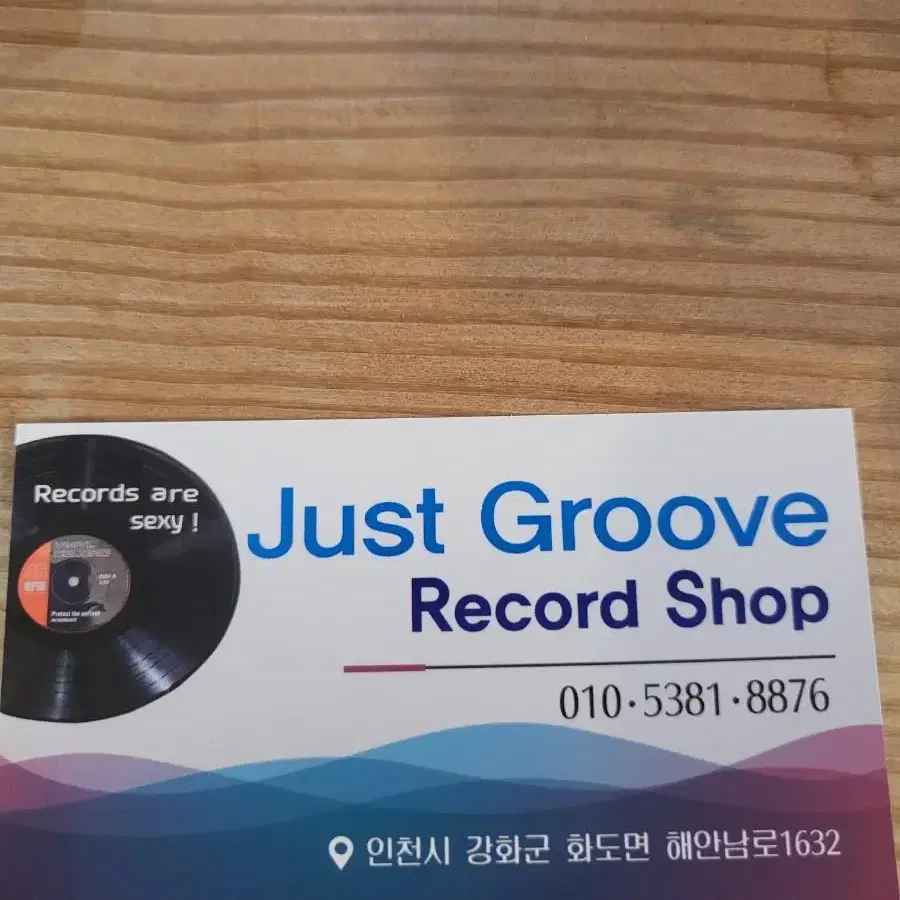 Records are
sexy !
Just Groove
Record Shop
010·5381·8876
인천시 강화군 화도면 해안남로1632